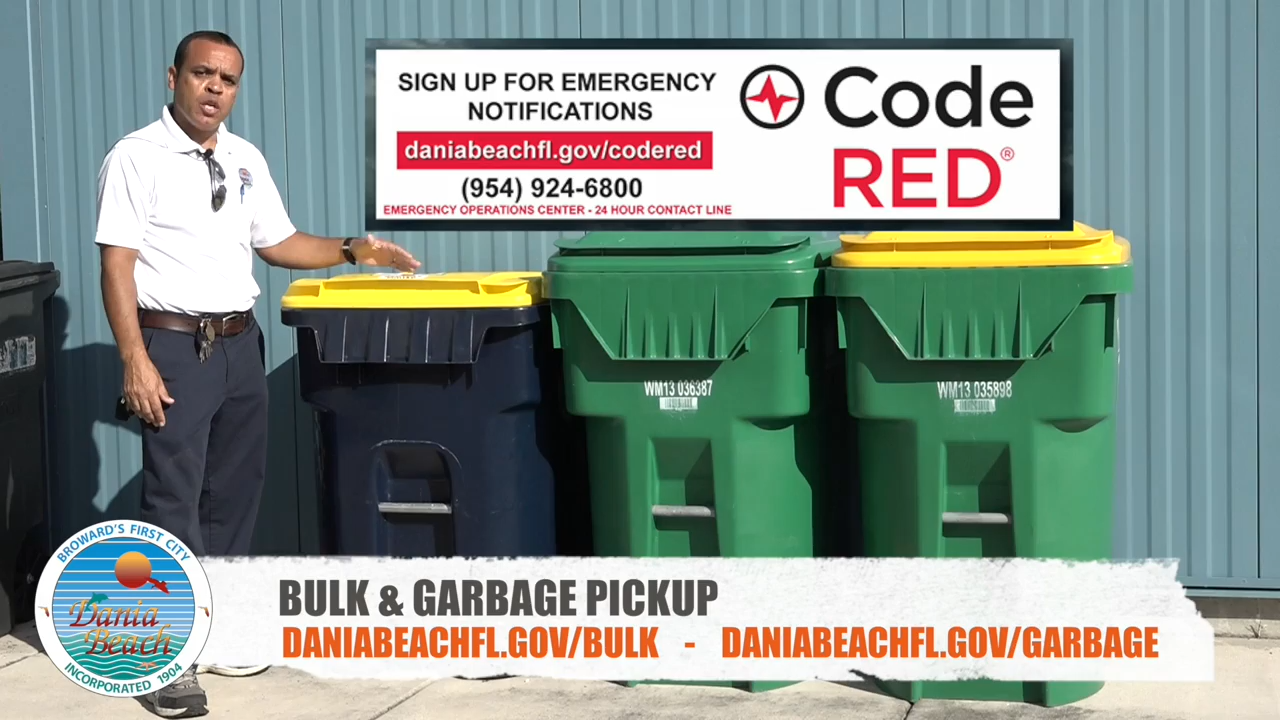 SIGN UP FOR EMERGENCY
NOTIFICATIONS
daniabeachfl.gov/codered
(954) 924-6800
EMERGENCY OPERATIONS CENTER - 24 HOUR CONTACT LINE
Code
RED®
WM13 036387
WM13 035898
BROWARD'S FIRST CITY
Dania
Beach
INCORPORATED 1904
BULK & GARBAGE PICKUP
DANIABEACHFL.GOV/BULK - DANIABEACHFL.GOV/GARBAGE